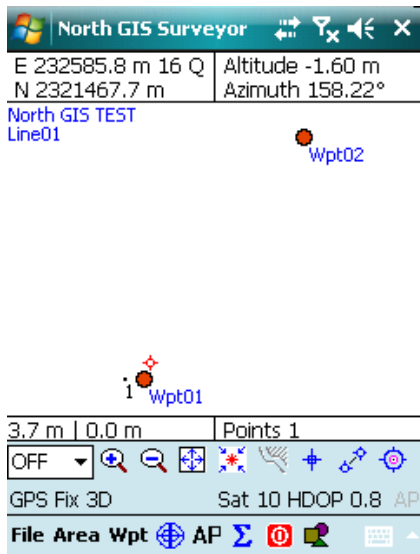 North GIS Surveyor
E 232585.8 m 16 Q Altitude -1.60 m
N 2321467.7 m Azimuth 158.22°
North GIS TEST
Line01
Wpt02
1 Wpt01
3.7 m | 0.0 m Points 1
OFF
GPS Fix 3D Sat 10 HDOP 0.8 AP
File Area Wpt AP Σ